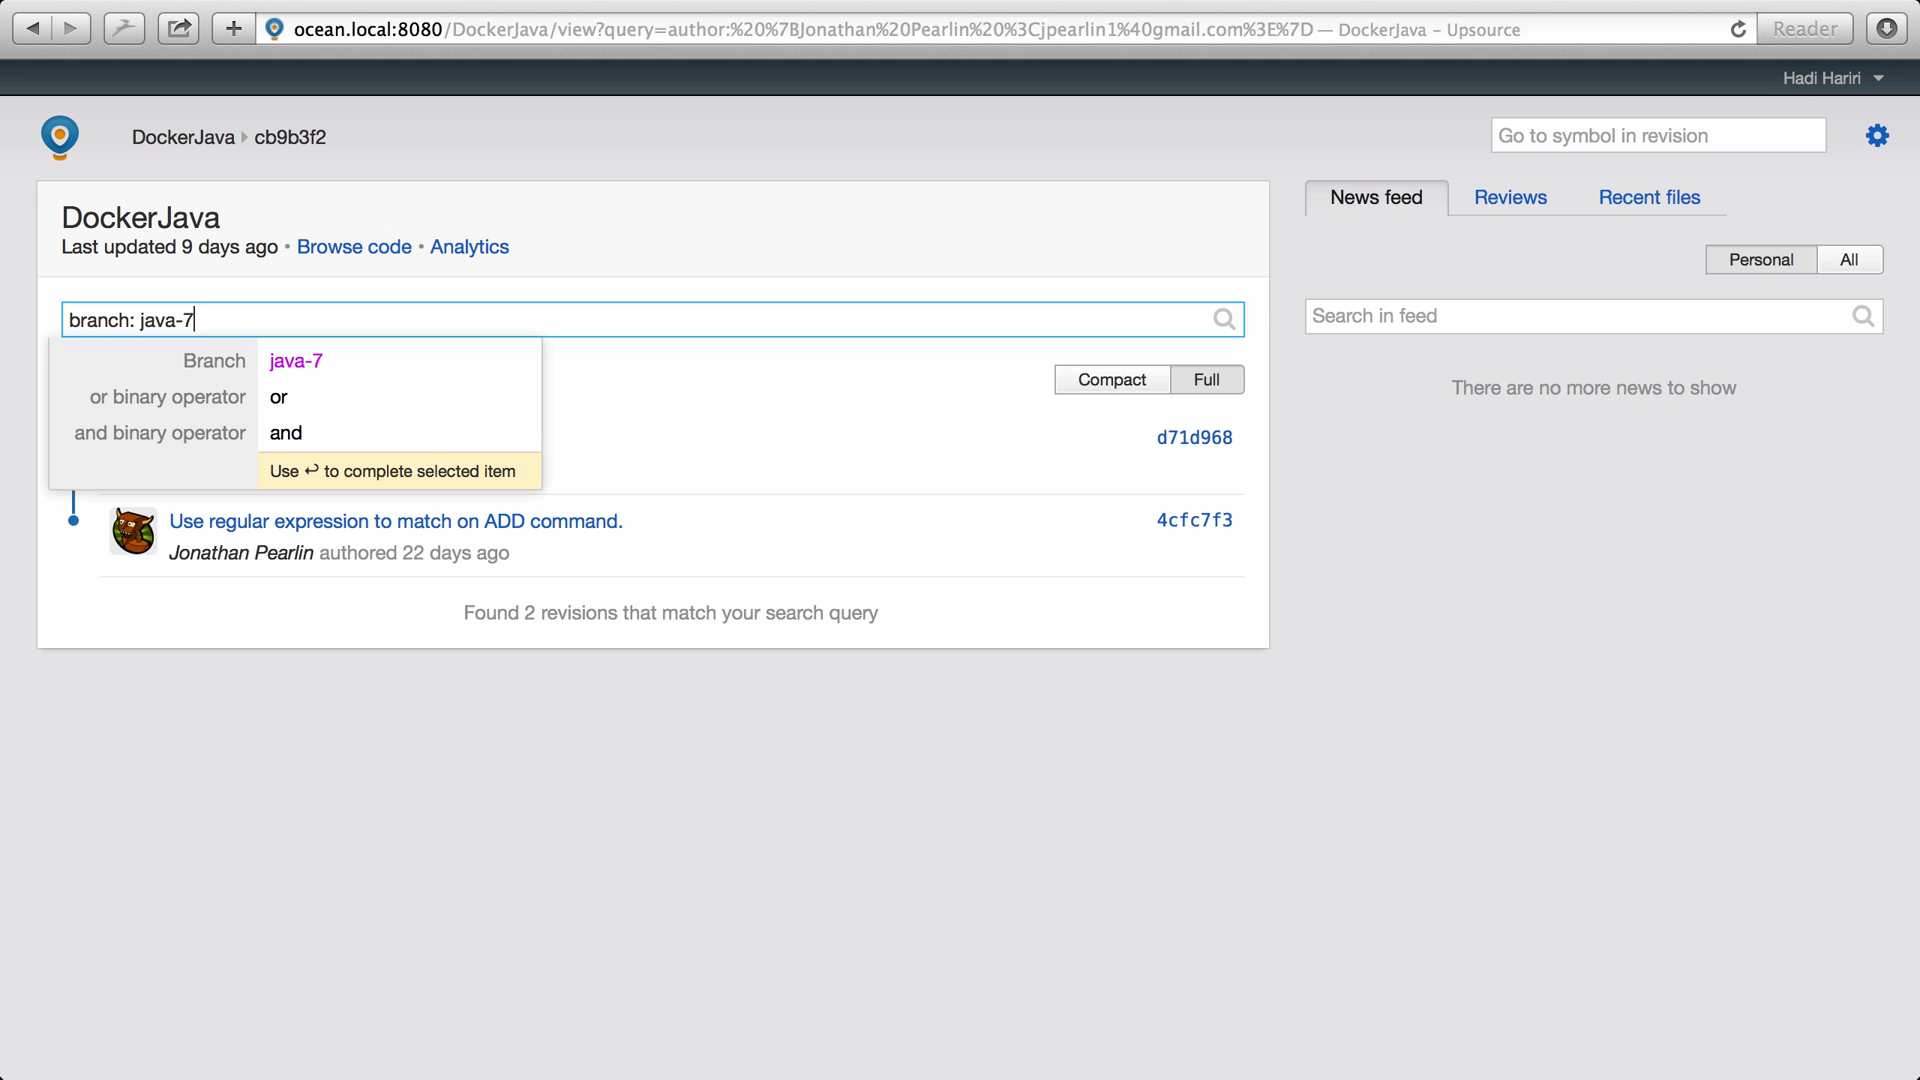 ocean.local:8080/DockerJava/view?query=author:%20%7BJonathan%20Pearlin%20%3Cjpearlin1%40gmail.com%3E%7D — DockerJava – Upsource
Reader
Hadi Hariri
DockerJava cb9b3f2
Go to symbol in revision
DockerJava
Last updated 9 days ago • Browse code • Analytics
News feed Reviews Recent files
Personal All
branch: java-7
Search in feed
Branch java-7
or binary operator or
and binary operator and
Use ↩ to complete selected item
Compact Full
There are no more news to show
d71d968
Use regular expression to match on ADD command. 4cfc7f3
Jonathan Pearlin authored 22 days ago
Found 2 revisions that match your search query